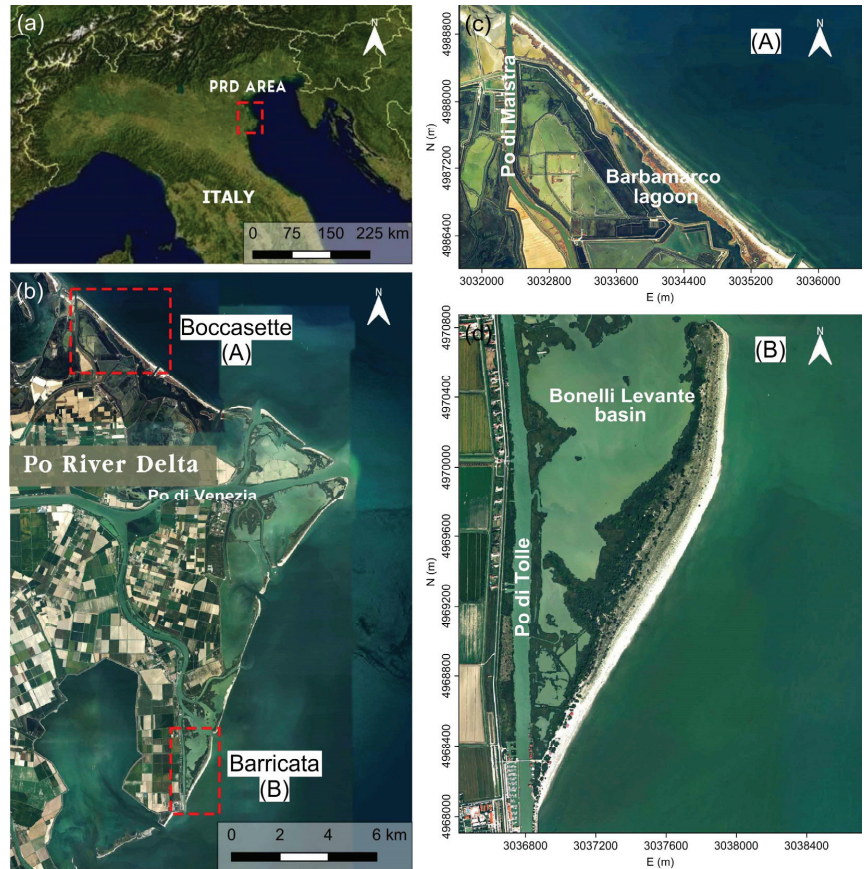 (a)
N
PRD AREA
ITALY
0 75 150 225 km
(b)
N
Boccasette
(A)
Po River Delta
Po di Venezia
Barricata
(B)
0 2 4 6 km
(c)
(A)
N
Po di Maistra
Barbamarco
lagoon
N (m)
4988800
4988000
4987200
4986400
3032000 3032800 3033600 3034400 3035200 3036000
E (m)
(d)
(B)
N
Bonelli Levante
basin
Po di Tolle
N (m)
4970800
4970400
4970000
4969600
4969200
4968800
4968400
4968000
3036800 3037200 3037600 3038000 3038400
E (m)